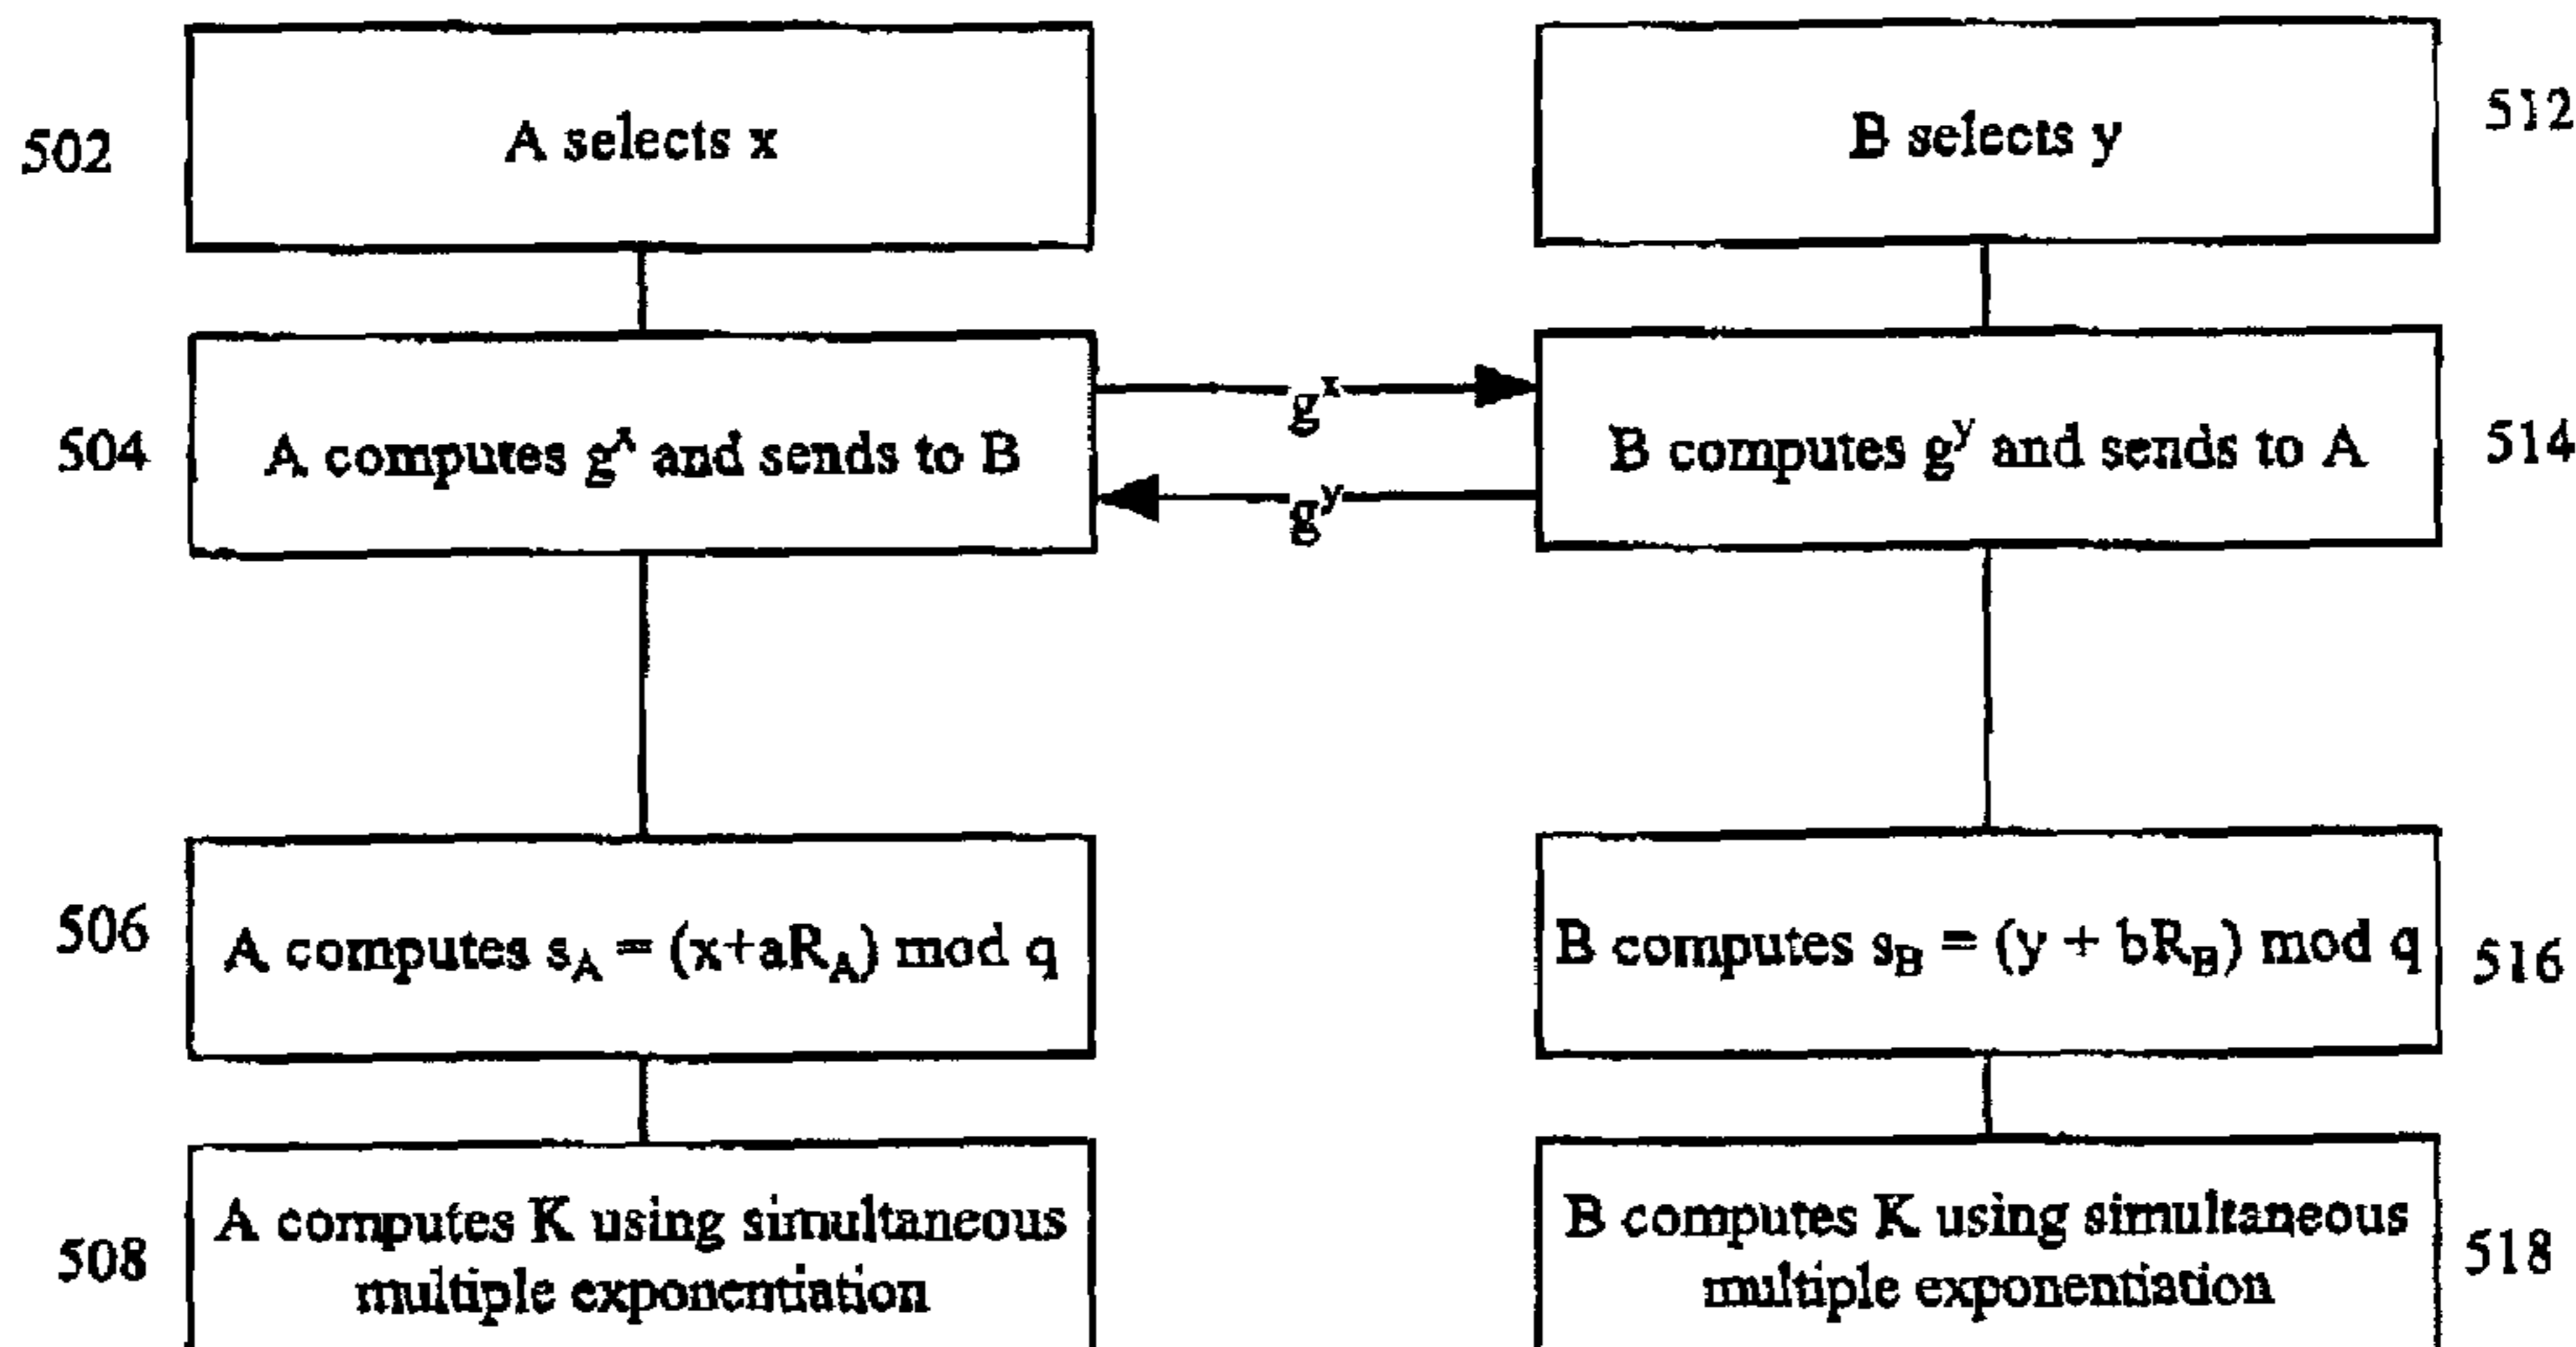 502
A selects x
B selects y
512
504
A computes g^x and sends to B
g^x
g^y
B computes g^y and sends to A
514
506
A computes s_A = (x+aR_A) mod q
B computes s_B = (y + bR_B) mod q
516
508
A computes K using simultaneous
multiple exponentiation
B computes K using simultaneous
multiple exponentiation
518